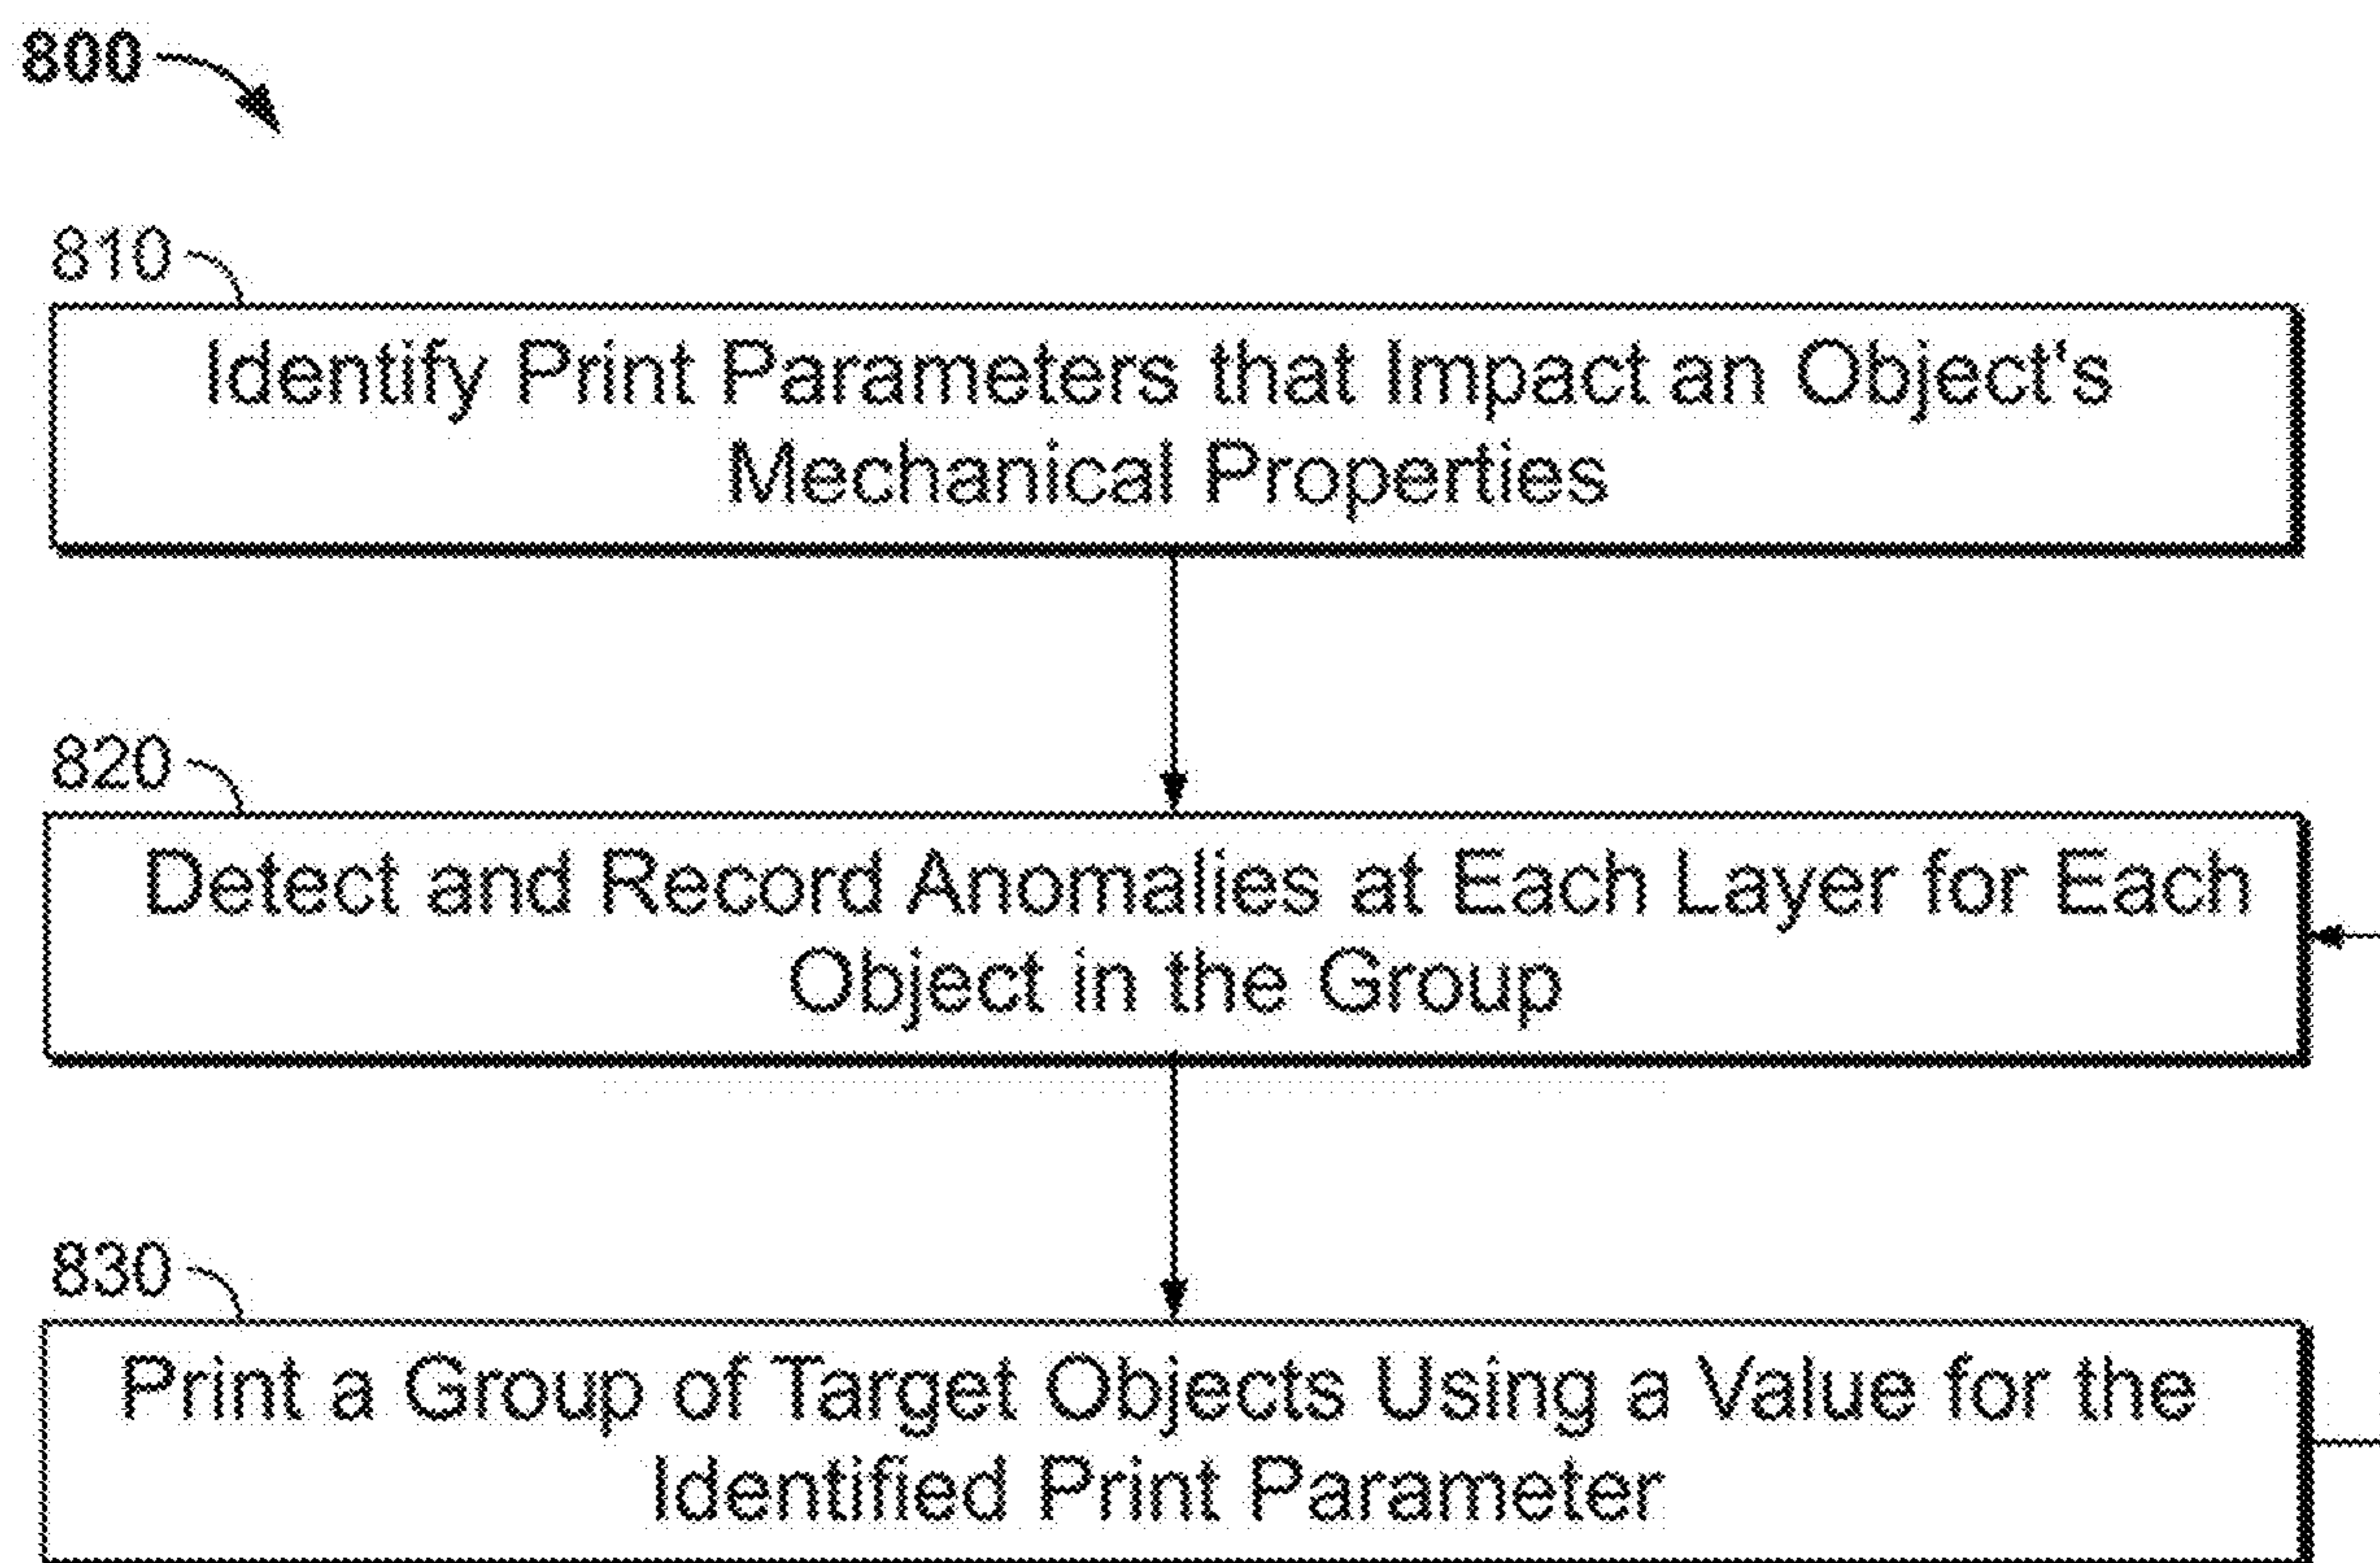 800
810
Identify Print Parameters that Impact an Object's
Mechanical Properties
820
Detect and Record Anomalies at Each Layer for Each
Object in the Group
830
Print a Group of Target Objects Using a Value for the
Identified Print Parameter